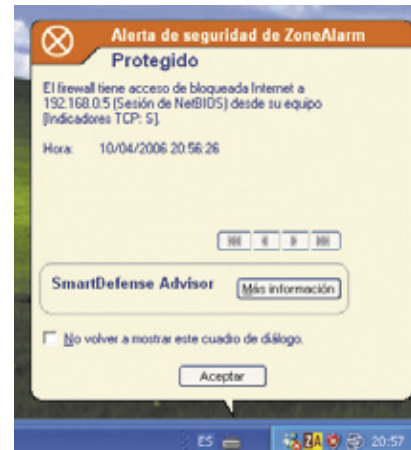 Alerta de seguridad de ZoneAlarm
Protegido
El firewall tiene acceso de bloqueada Internet a
192.168.0.5 (Sesión de NetBIOS) desde su equipo
[Indicadores TCP: S].
Hora: 10/04/2006 20:56:26
SmartDefense Advisor
Más información
No volver a mostrar este cuadro de diálogo.
Aceptar
ES
ZA
20:57